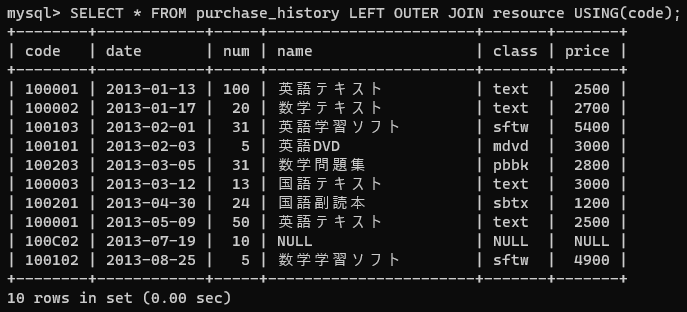 mysql> SELECT * FROM purchase_history LEFT OUTER JOIN resource USING(code);
+--------+------------+-----+----------------------+-------+-------+
| code   | date       | num | name                 | class | price |
+--------+------------+-----+----------------------+-------+-------+
| 100001 | 2013-01-13 | 100 | 英語テキスト         | text  |  2500 |
| 100002 | 2013-01-17 |  20 | 数学テキスト         | text  |  2700 |
| 100103 | 2013-02-01 |  31 | 英語学習ソフト       | sftw  |  5400 |
| 100101 | 2013-02-03 |   5 | 英語DVD              | mdvd  |  3000 |
| 100203 | 2013-03-05 |  31 | 数学問題集           | pbbk  |  2800 |
| 100003 | 2013-03-12 |  13 | 国語テキスト         | text  |  3000 |
| 100201 | 2013-04-30 |  24 | 国語副読本           | sbtx  |  1200 |
| 100001 | 2013-05-09 |  50 | 英語テキスト         | text  |  2500 |
| 100C02 | 2013-07-19 |  10 | NULL                 | NULL  |  NULL |
| 100102 | 2013-08-25 |   5 | 数学学習ソフト       | sftw  |  4900 |
+--------+------------+-----+----------------------+-------+-------+
10 rows in set (0.00 sec)